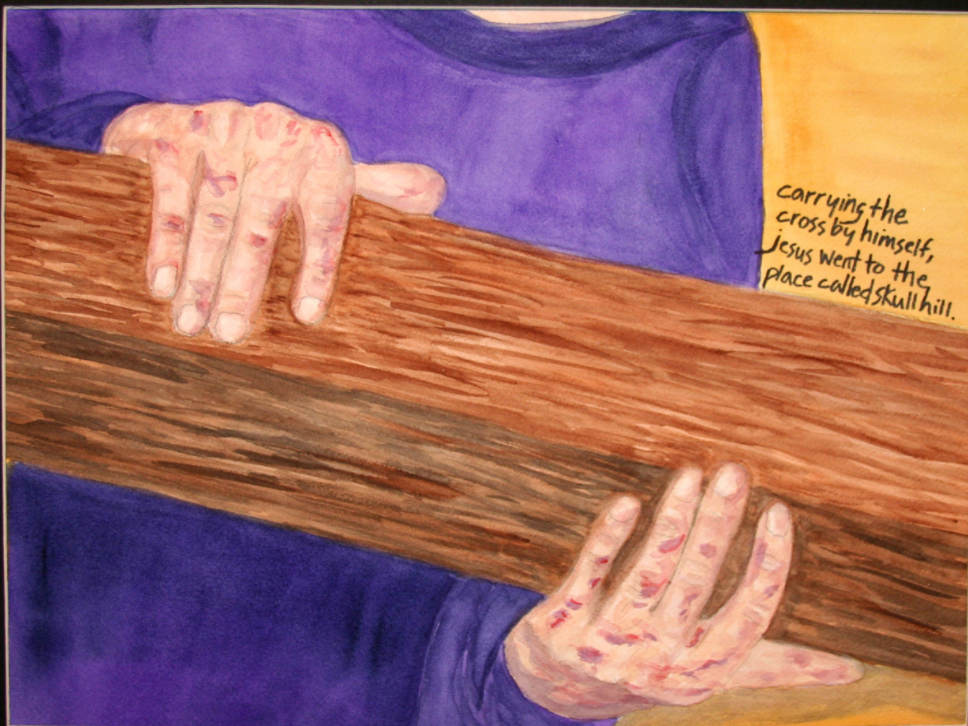 carrying the
cross by himself,
jesus went to the
place called skull hill.